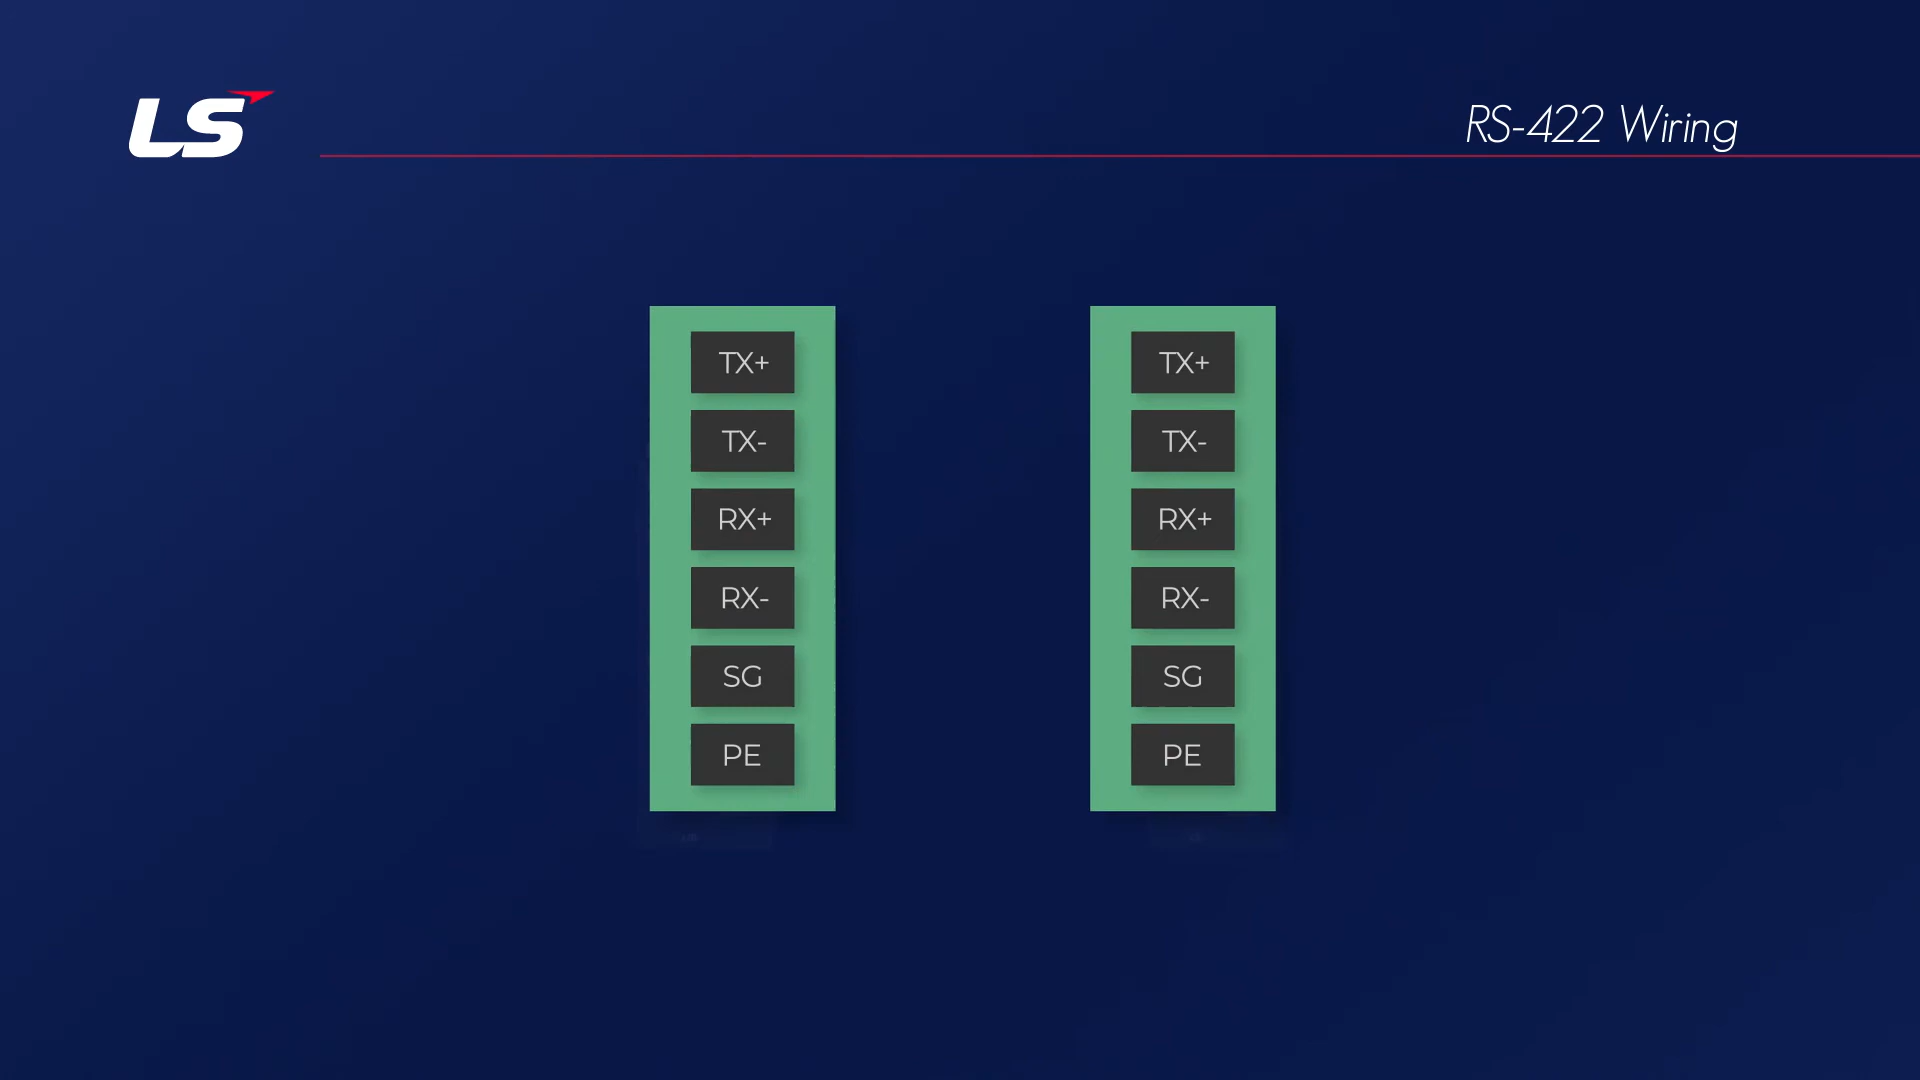 LS
RS-422 Wiring
TX+
TX-
RX+
RX-
SG
PE
TX+
TX-
RX+
RX-
SG
PE